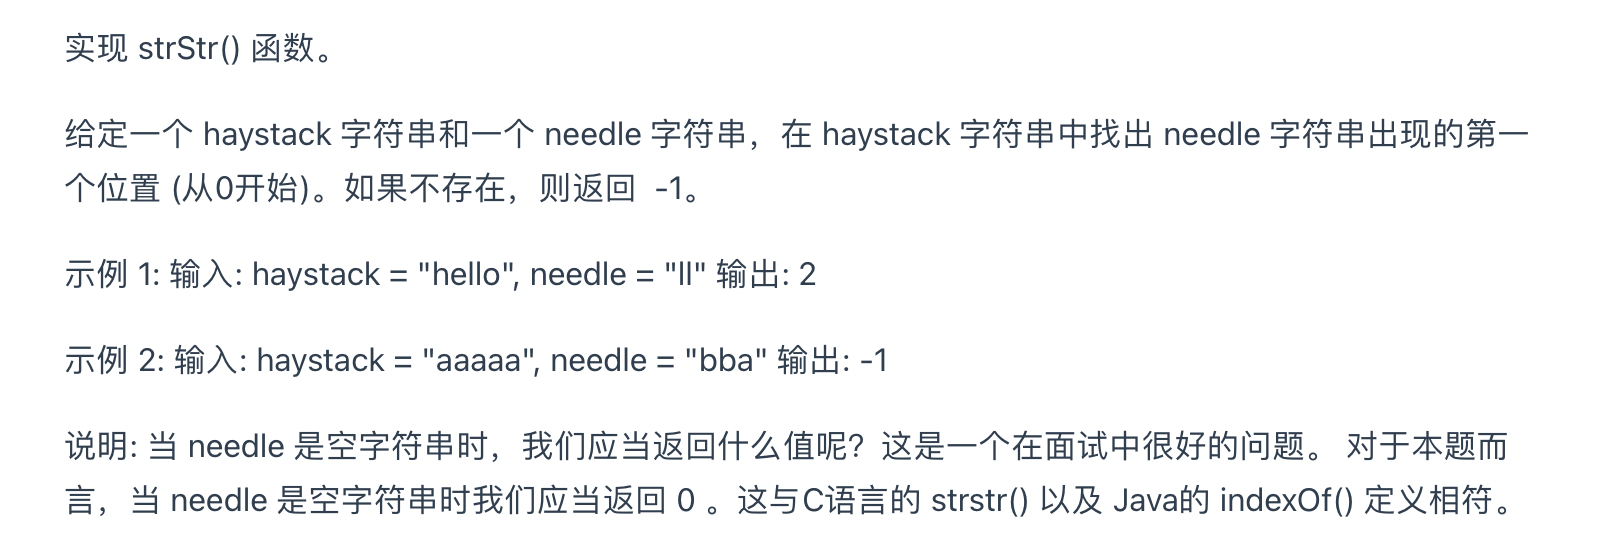 实现 strStr() 函数。
给定一个 haystack 字符串和一个 needle 字符串，在 haystack 字符串中找出 needle 字符串出现的第一
个位置 (从0开始)。如果不存在，则返回  -1。
示例 1: 输入: haystack = "hello", needle = "ll" 输出: 2
示例 2: 输入: haystack = "aaaaa", needle = "bba" 输出: -1
说明: 当 needle 是空字符串时，我们应当返回什么值呢？这是一个在面试中很好的问题。 对于本题而
言，当 needle 是空字符串时我们应当返回 0 。这与C语言的 strstr() 以及 Java的 indexOf() 定义相符。